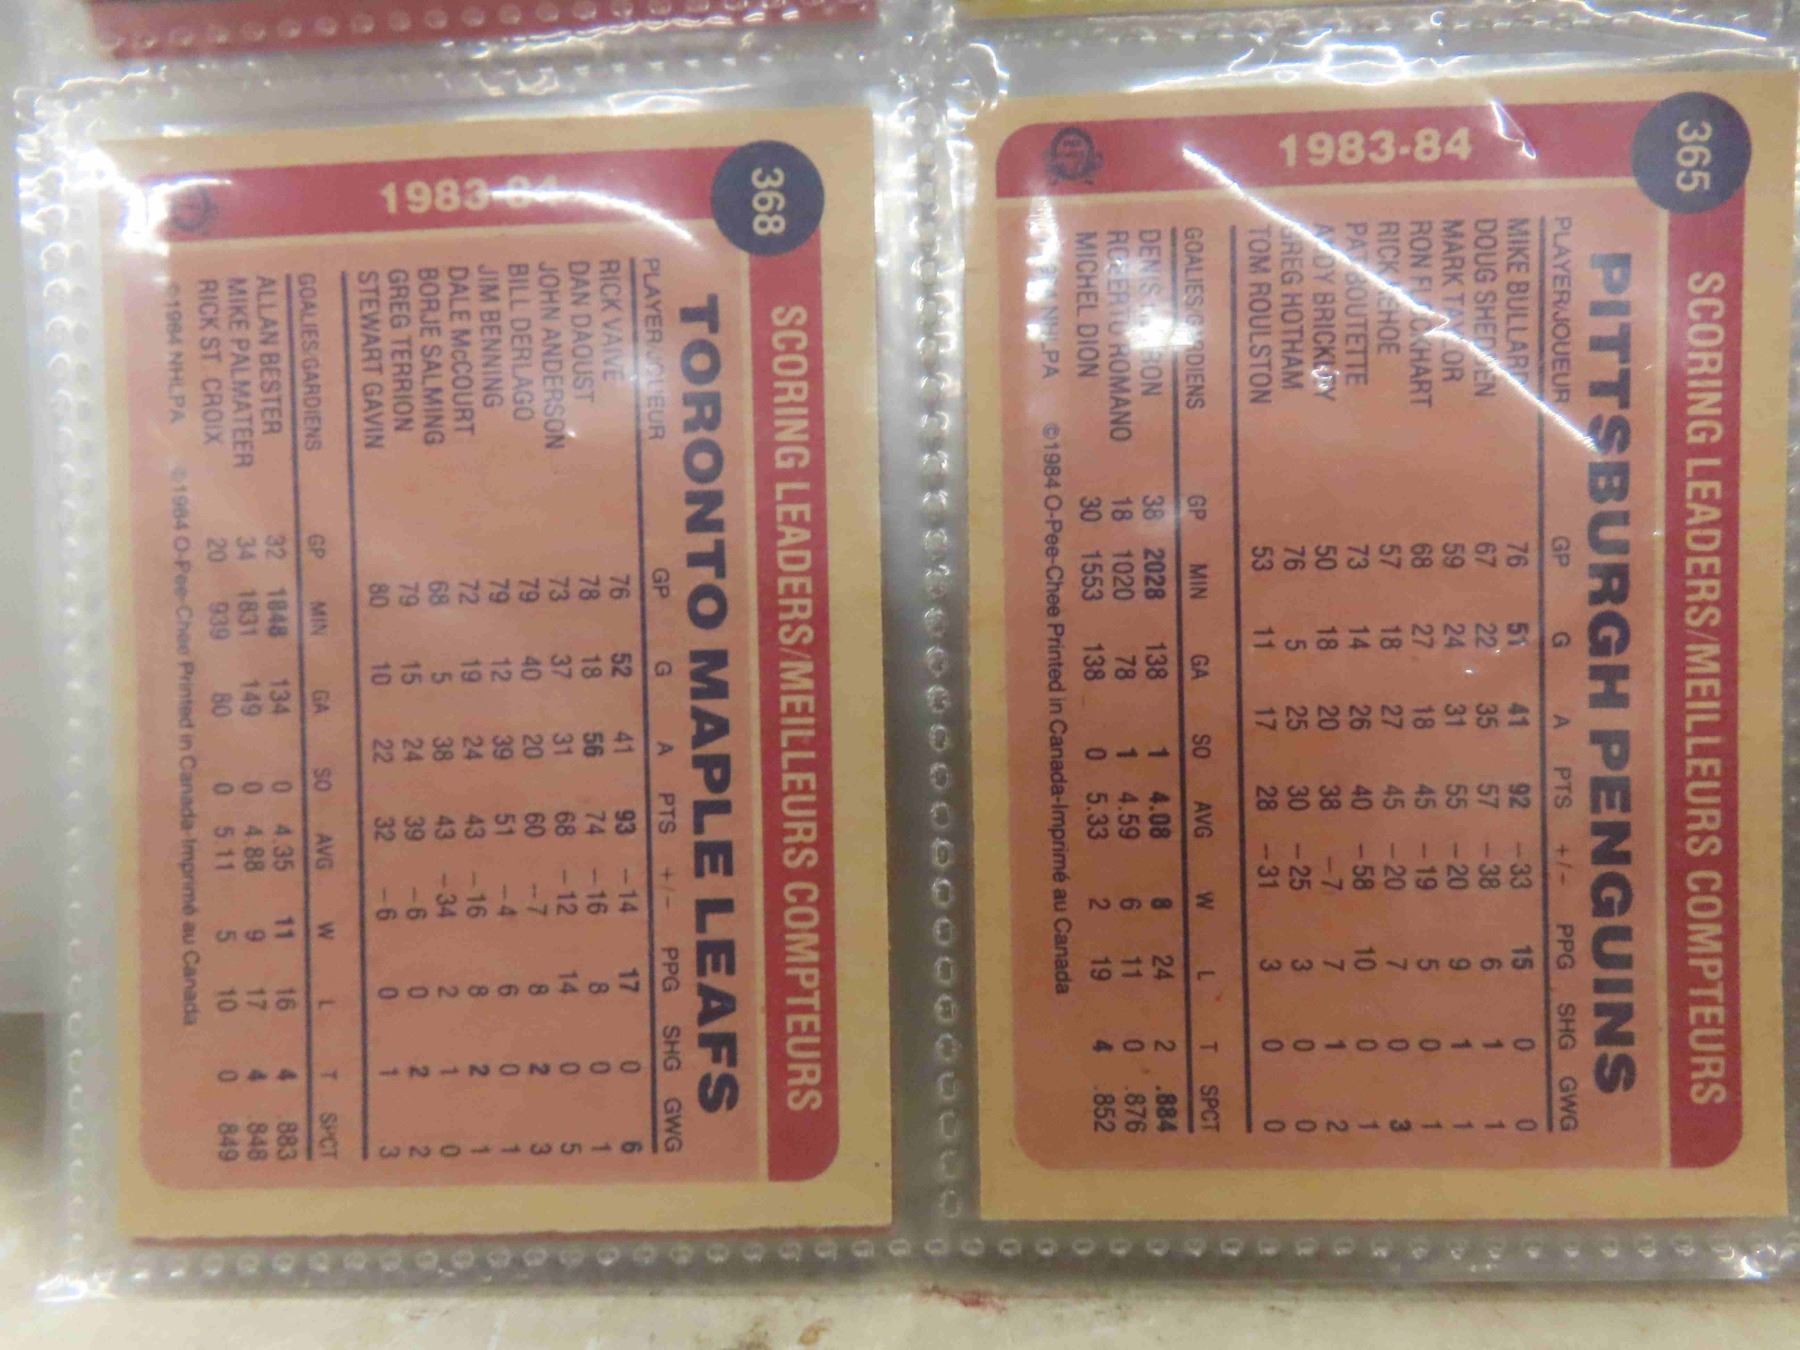 365
SCORING LEADERS/MEILLEURS COMPTEURS
1983-84
PITTSBURGH PENGUINS
PLAYER/JOUEUR GP G A PTS +/- PPG SHG GWG
MIKE BULLARD 76 51 41 92 -33 15 0 0
DOUG SHEDDEN 67 22 35 57 -38 6 1 1
MARK TAYLOR 59 24 31 55 -20 9 1 1
RON FLOCKHART 68 27 18 45 -19 5 0 1
RICK KEHOE 57 18 27 45 -20 7 0 3
PAT BOUTETTE 73 14 26 40 -58 10 0 1
ANDY BRICKLEY 50 18 20 38 -7 7 1 2
GREG HOTHAM 76 5 25 30 -25 3 0 0
TOM ROULSTON 53 11 17 28 -31 3 0 0
GOALIES/GARDIENS GP MIN GA SO AVG W L T SPCT
DENIS HERRON 38 2028 138 1 4.08 8 24 2 .884
ROBERTO ROMANO 18 1020 78 1 4.59 6 11 0 .876
MICHEL DION 30 1553 138 0 5.33 2 19 4 .852
©1984 NHLPA ©1984 O-Pee-Chee Printed in Canada-Imprimé au Canada
368
SCORING LEADERS/MEILLEURS COMPTEURS
1983-84
TORONTO MAPLE LEAFS
PLAYER/JOUEUR GP G A PTS +/- PPG SHG GWG
RICK VAIVE 76 52 41 93 -14 17 0 6
DAN DAOUST 78 18 56 74 -16 8 0 1
JOHN ANDERSON 73 37 31 68 -12 14 0 5
BILL DERLAGO 79 40 20 60 -7 8 2 3
JIM BENNING 79 12 39 51 -4 6 0 1
DALE McCOURT 72 19 24 43 -16 8 2 1
BORJE SALMING 68 5 38 43 -34 2 1 0
GREG TERRION 79 15 24 39 -6 0 2 2
STEWART GAVIN 80 10 22 32 -6 0 1 3
GOALIES/GARDIENS GP MIN GA SO AVG W L T SPCT
ALLAN BESTER 32 1848 134 0 4.35 11 16 4 .883
MIKE PALMATEER 34 1831 149 0 4.88 9 17 4 .848
RICK ST. CROIX 20 939 80 0 5.11 5 10 0 .849
©1984 NHLPA ©1984 O-Pee-Chee Printed in Canada-Imprimé au Canada